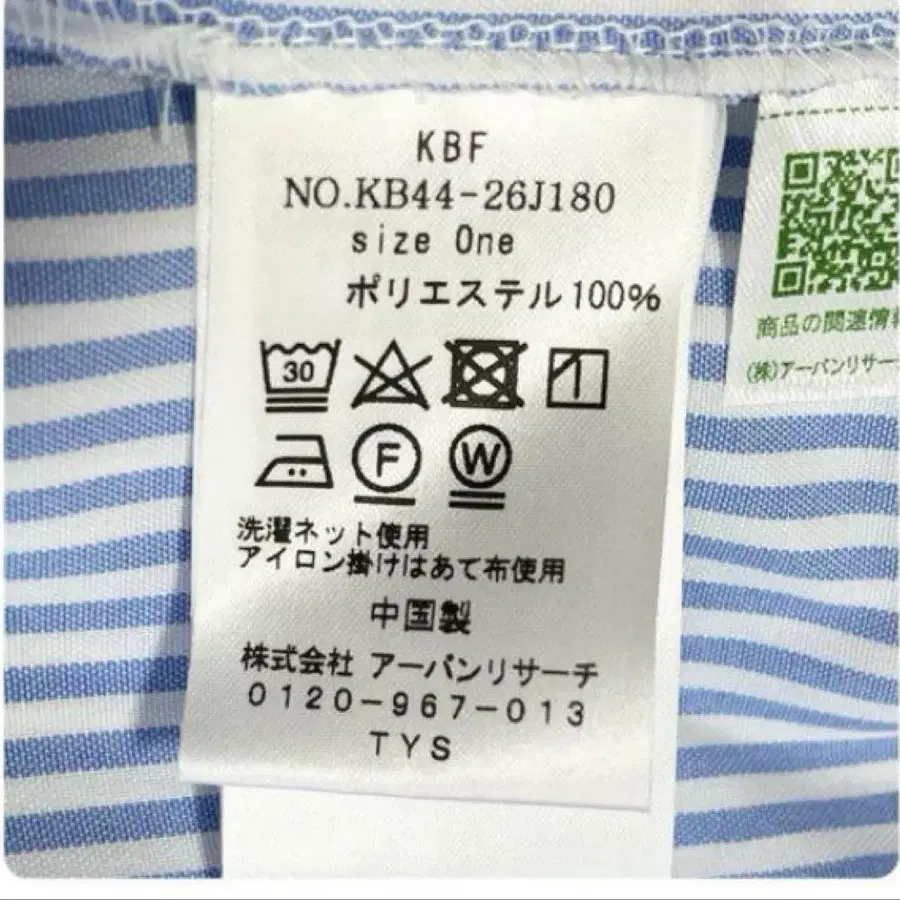 KBF
NO.KB44-26J180
size One
ポリエステル100%
30
F
W
洗濯ネット使用
アイロン掛けはあて布使用
中国製
株式会社 アーバンリサーチ
0120-967-013
TYS
商品の関連情報
(株)アーバンリサー